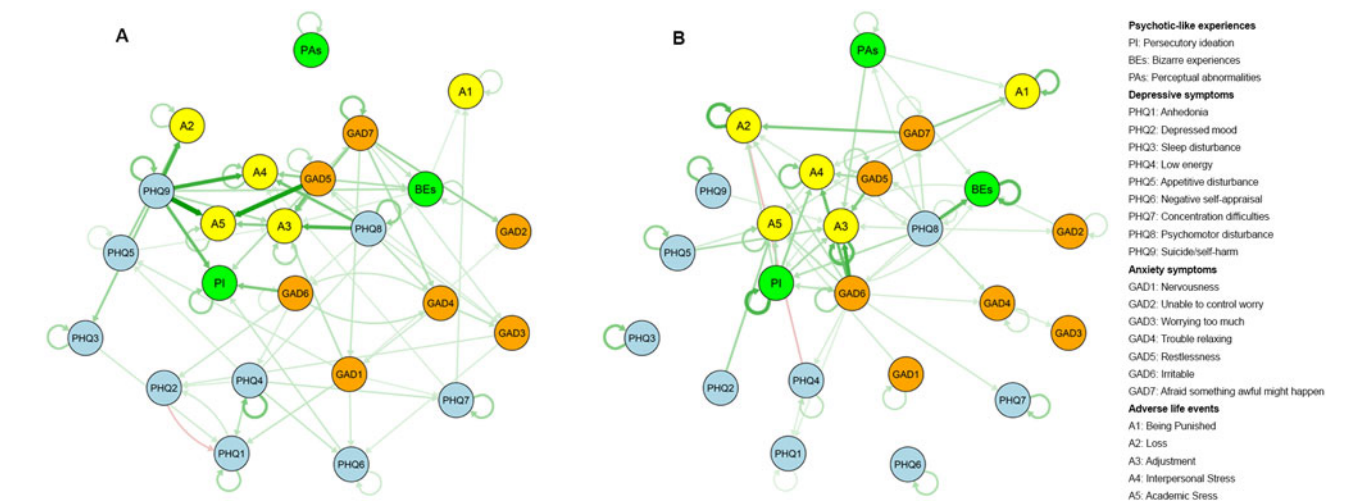 A
PAs
A1
A2
GAD7
A4
GAD5
PHQ9
BEs
A5
A3
PHQ8
GAD2
PHQ5
PI
GAD6
GAD4
GAD3
PHQ3
PHQ2
PHQ4
GAD1
PHQ7
PHQ1
PHQ6
B
PAs
A1
A2
GAD7
A4
GAD5
PHQ9
BEs
A5
A3
PHQ8
GAD2
PHQ5
PI
GAD6
GAD4
GAD3
PHQ3
PHQ2
PHQ4
GAD1
PHQ7
PHQ1
PHQ6
Psychotic-like experiences
PI: Persecutory ideation
BEs: Bizarre experiences
PAs: Perceptual abnormalities
Depressive symptoms
PHQ1: Anhedonia
PHQ2: Depressed mood
PHQ3: Sleep disturbance
PHQ4: Low energy
PHQ5: Appetitive disturbance
PHQ6: Negative self-appraisal
PHQ7: Concentration difficulties
PHQ8: Psychomotor disturbance
PHQ9: Suicide/self-harm
Anxiety symptoms
GAD1: Nervousness
GAD2: Unable to control worry
GAD3: Worrying too much
GAD4: Trouble relaxing
GAD5: Restlessness
GAD6: Irritable
GAD7: Afraid something awful might happen
Adverse life events
A1: Being Punished
A2: Loss
A3: Adjustment
A4: Interpersonal Stress
A5: Academic Sress